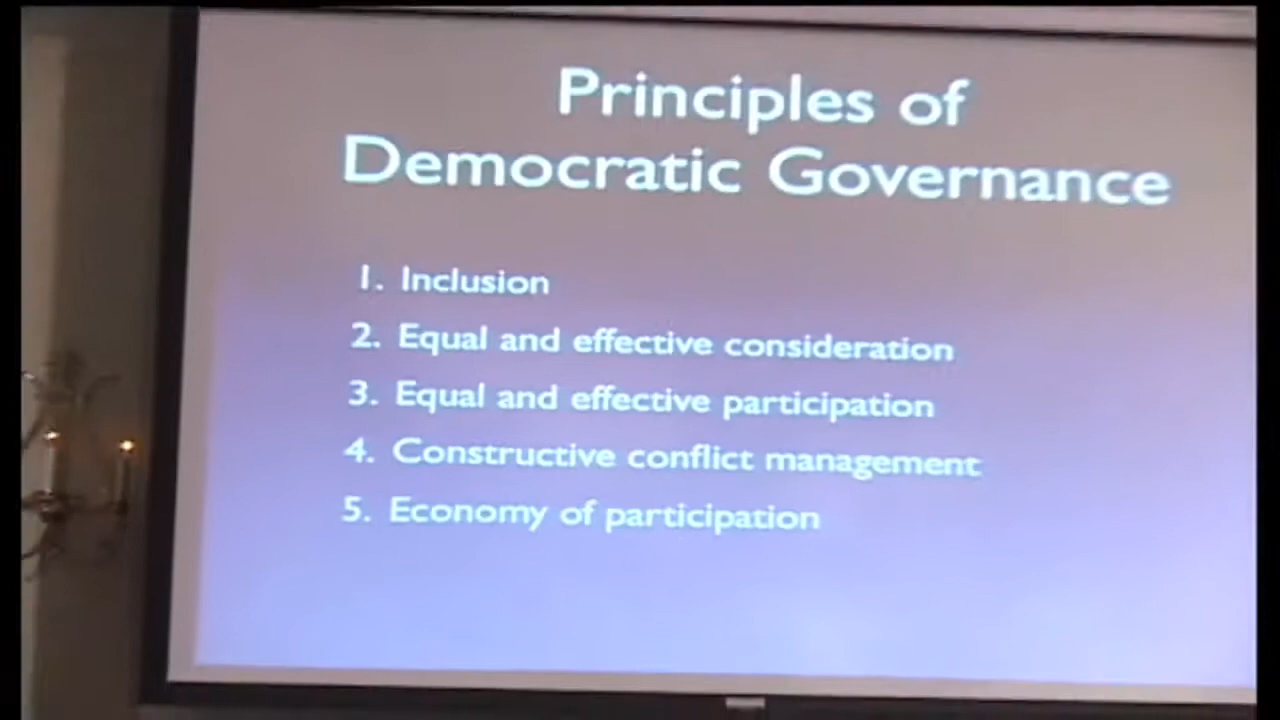 Principles of
Democratic Governance
1. Inclusion
2. Equal and effective consideration
3. Equal and effective participation
4. Constructive conflict management
5. Economy of participation